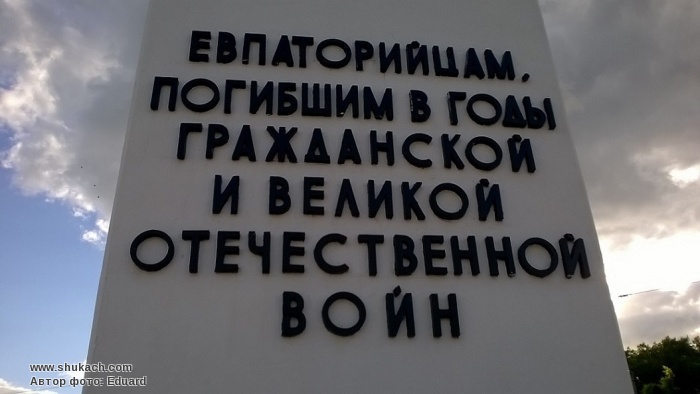 ЕВПАТОРИЙЦАМ,
ПОГИБШИМ В ГОДЫ
ГРАЖДАНСКОЙ
И ВЕЛИКОЙ
ОТЕЧЕСТВЕННОЙ
ВОЙН
www.shukach.com
Автор фото: Eduard